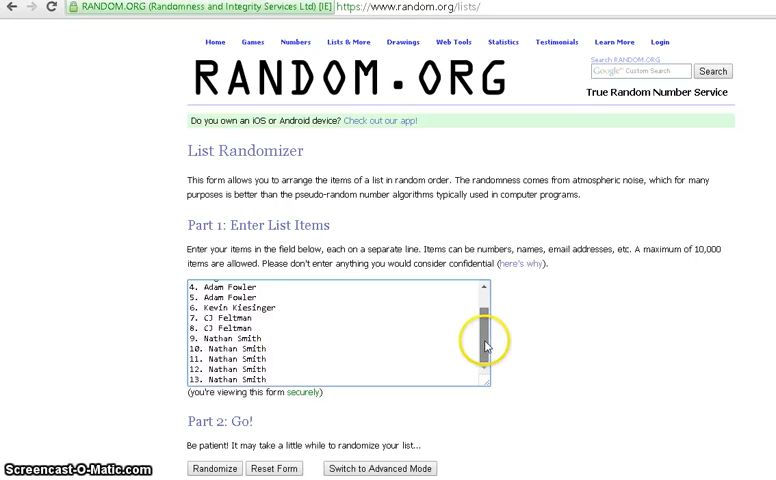 RANDOM.ORG (Randomness and Integrity Services Ltd) [IE] https://www.random.org/lists/
Home Games Numbers Lists & More Drawings Web Tools Statistics Testimonials Learn More Login
RANDOM.ORG
Search RANDOM.ORG
Google™ Custom Search Search
True Random Number Service
Do you own an iOS or Android device? Check out our app!
List Randomizer
This form allows you to arrange the items of a list in random order. The randomness comes from atmospheric noise, which for many
purposes is better than the pseudo-random number algorithms typically used in computer programs.
Part 1: Enter List Items
Enter your items in the field below, each on a separate line. Items can be numbers, names, email addresses, etc. A maximum of 10,000
items are allowed. Please don't enter anything you would consider confidential (here's why).
4. Adam Fowler
5. Adam Fowler
6. Kevin Kiesinger
7. CJ Feltman
8. CJ Feltman
9. Nathan Smith
10. Nathan Smith
11. Nathan Smith
12. Nathan Smith
13. Nathan Smith
(you're viewing this form securely)
Part 2: Go!
Be patient! It may take a little while to randomize your list...
Randomize Reset Form Switch to Advanced Mode
Screencast-O-Matic.com